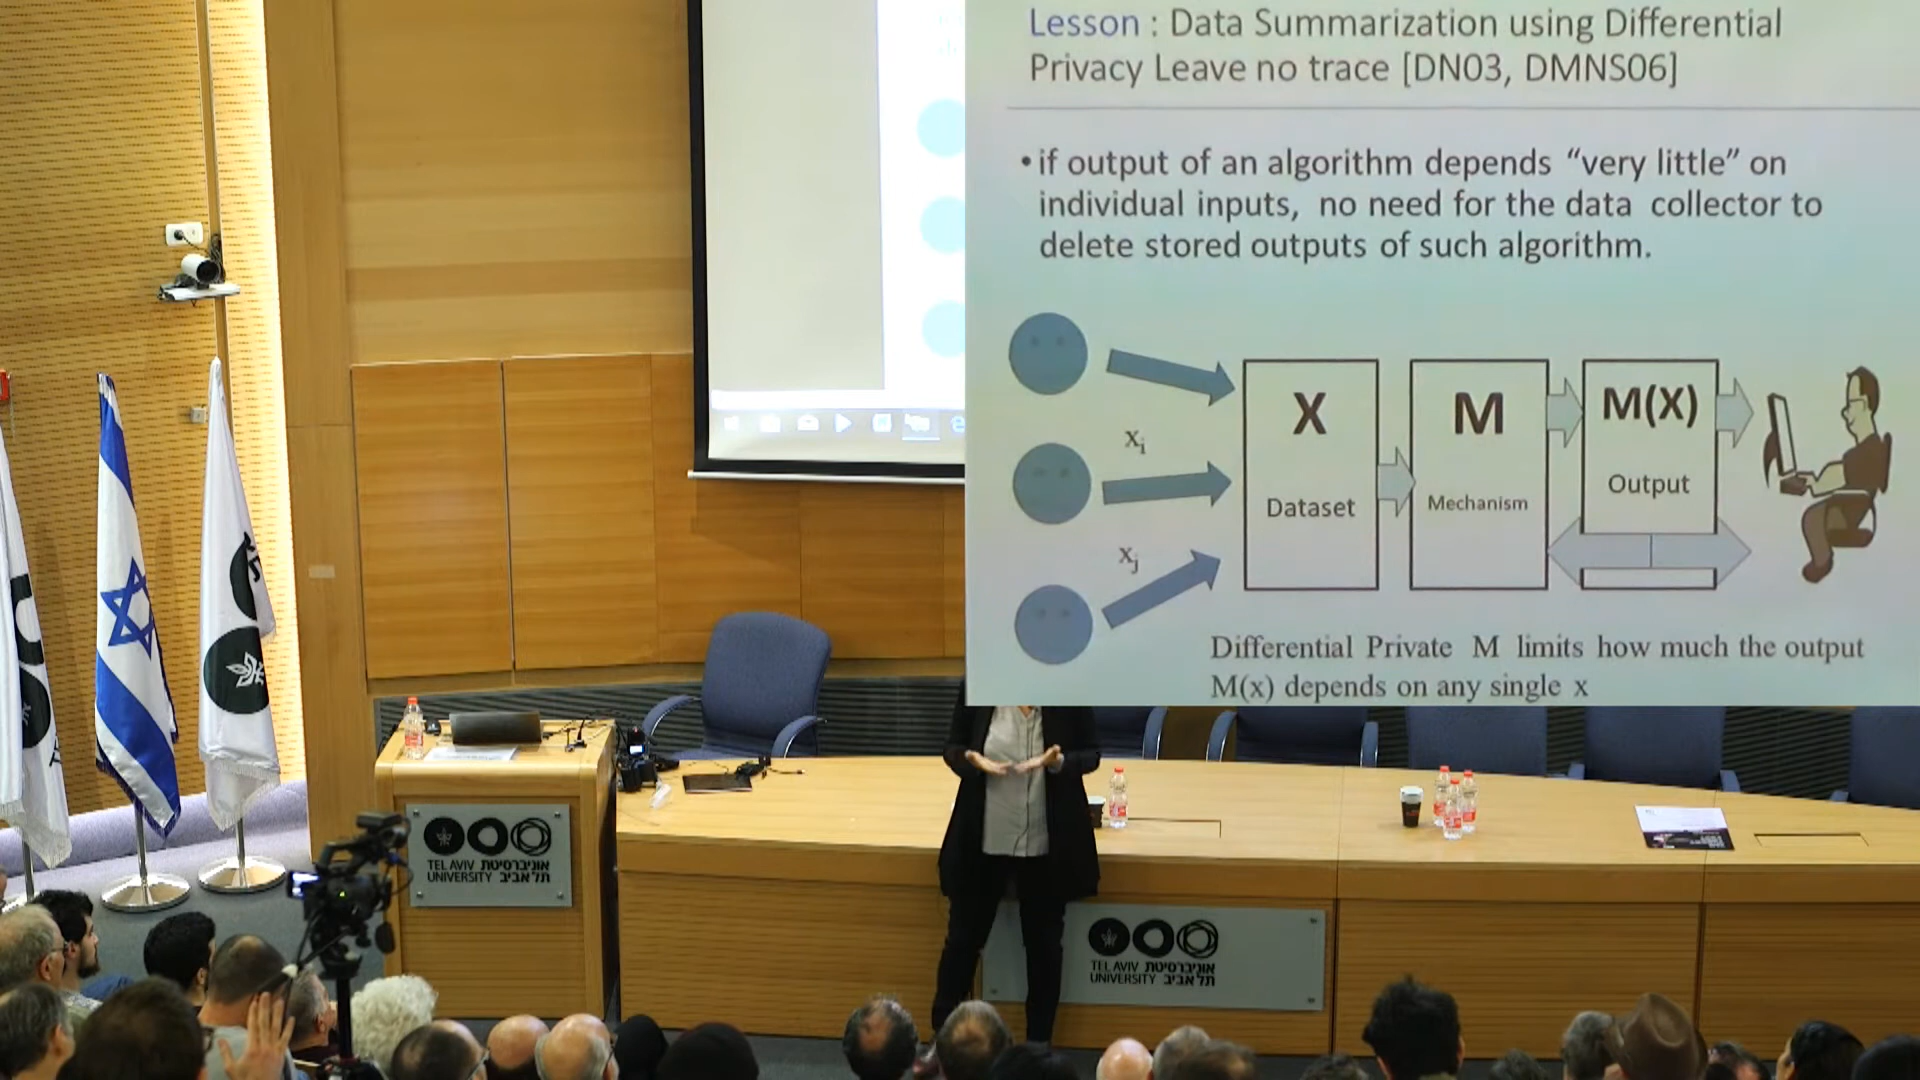 Lesson : Data Summarization using Differential
Privacy Leave no trace [DN03, DMNS06]
• if output of an algorithm depends “very little” on
individual inputs, no need for the data collector to
delete stored outputs of such algorithm.
X
Dataset
M
Mechanism
M(X)
Output
xi
xj
Differential Private M limits how much the output
M(x) depends on any single x
TEL AVIV אוניברסיטת
UNIVERSITY תל אביב
TEL AVIV אוניברסיטת
UNIVERSITY תל אביב